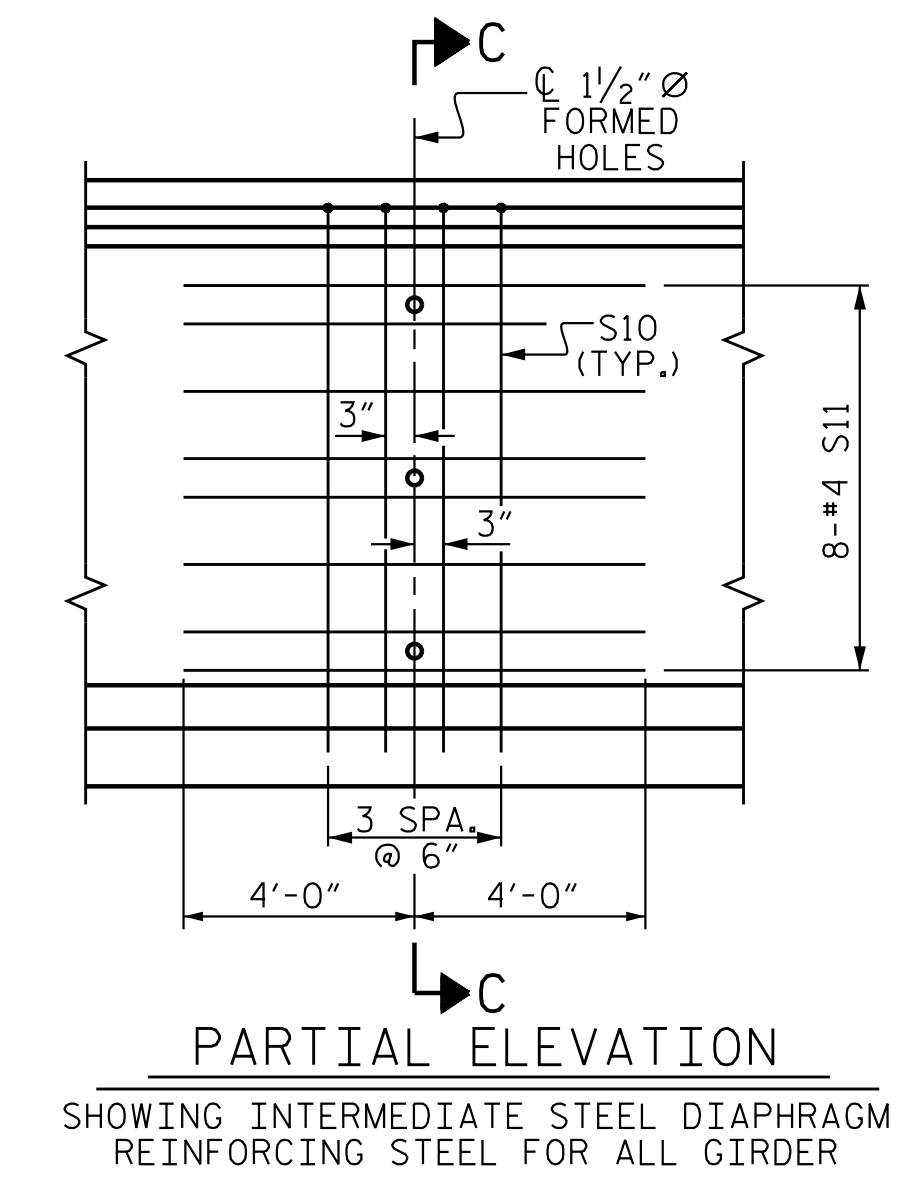 C
℄ 1½" Ø
FORMED
HOLES
S10
(TYP.)
3"
8-#4 S11
3"
3 SPA.
@ 6"
4'-0" 4'-0"
C
PARTIAL ELEVATION
SHOWING INTERMEDIATE STEEL DIAPHRAGM
REINFORCING STEEL FOR ALL GIRDER